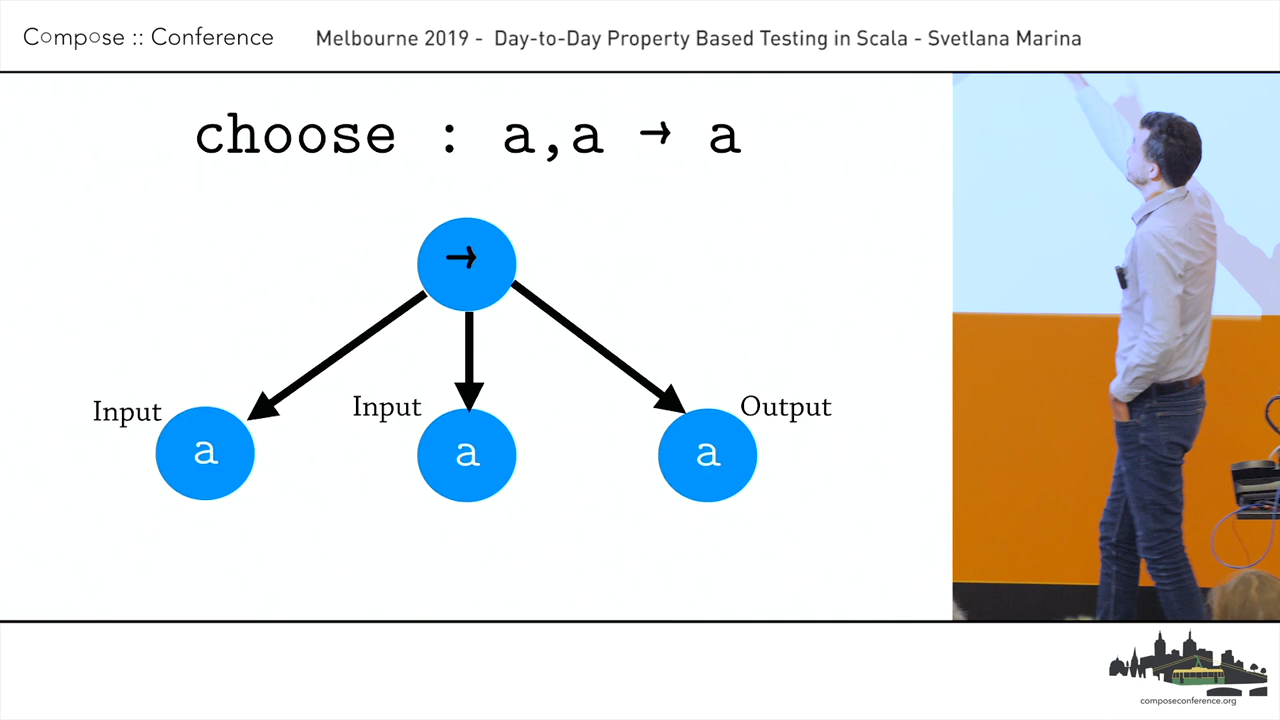 Compose :: Conference
Melbourne 2019 - Day-to-Day Property Based Testing in Scala - Svetlana Marina
choose : a,a → a
→
Input
Input
Output
a
a
a
composeconference.org